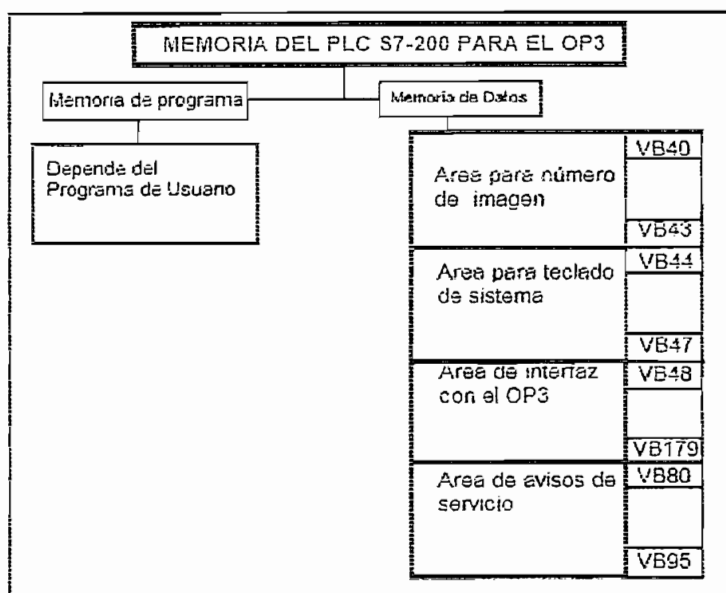 MEMORIA DEL PLC S7-200 PARA EL OP3
Memoria de programa
Memoria de Datos
Depende del
Programa de Usuario
Area para número
de imagen
VB40
VB43
Area para teclado
de sistema
VB44
VB47
Area de interfaz
con el OP3
VB48
VB179
Area de avisos de
servicio
VB80
VB95